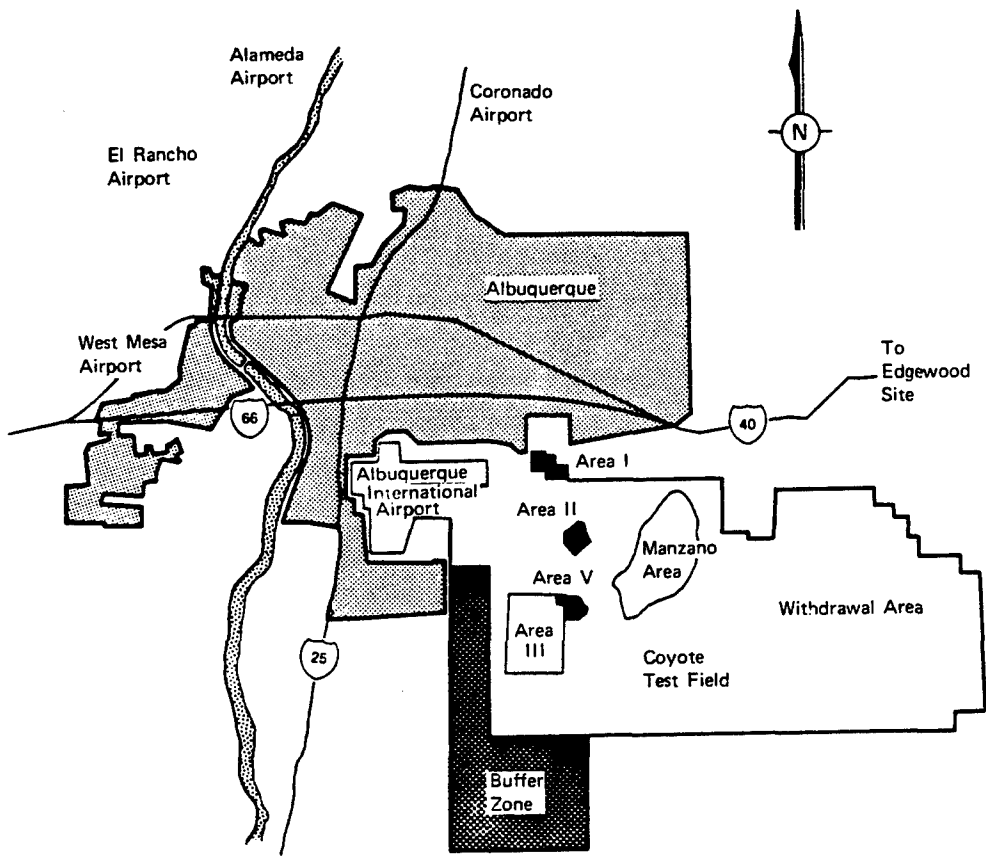 Alameda
Airport
Coronado
Airport
N
El Rancho
Airport
Albuquerque
West Mesa
Airport
To
Edgewood
Site
66
40
Albuquerque
International
Airport
Area I
Area II
Manzano
Area
Area V
Withdrawal Area
Area
III
Coyote
Test Field
25
Buffer
Zone